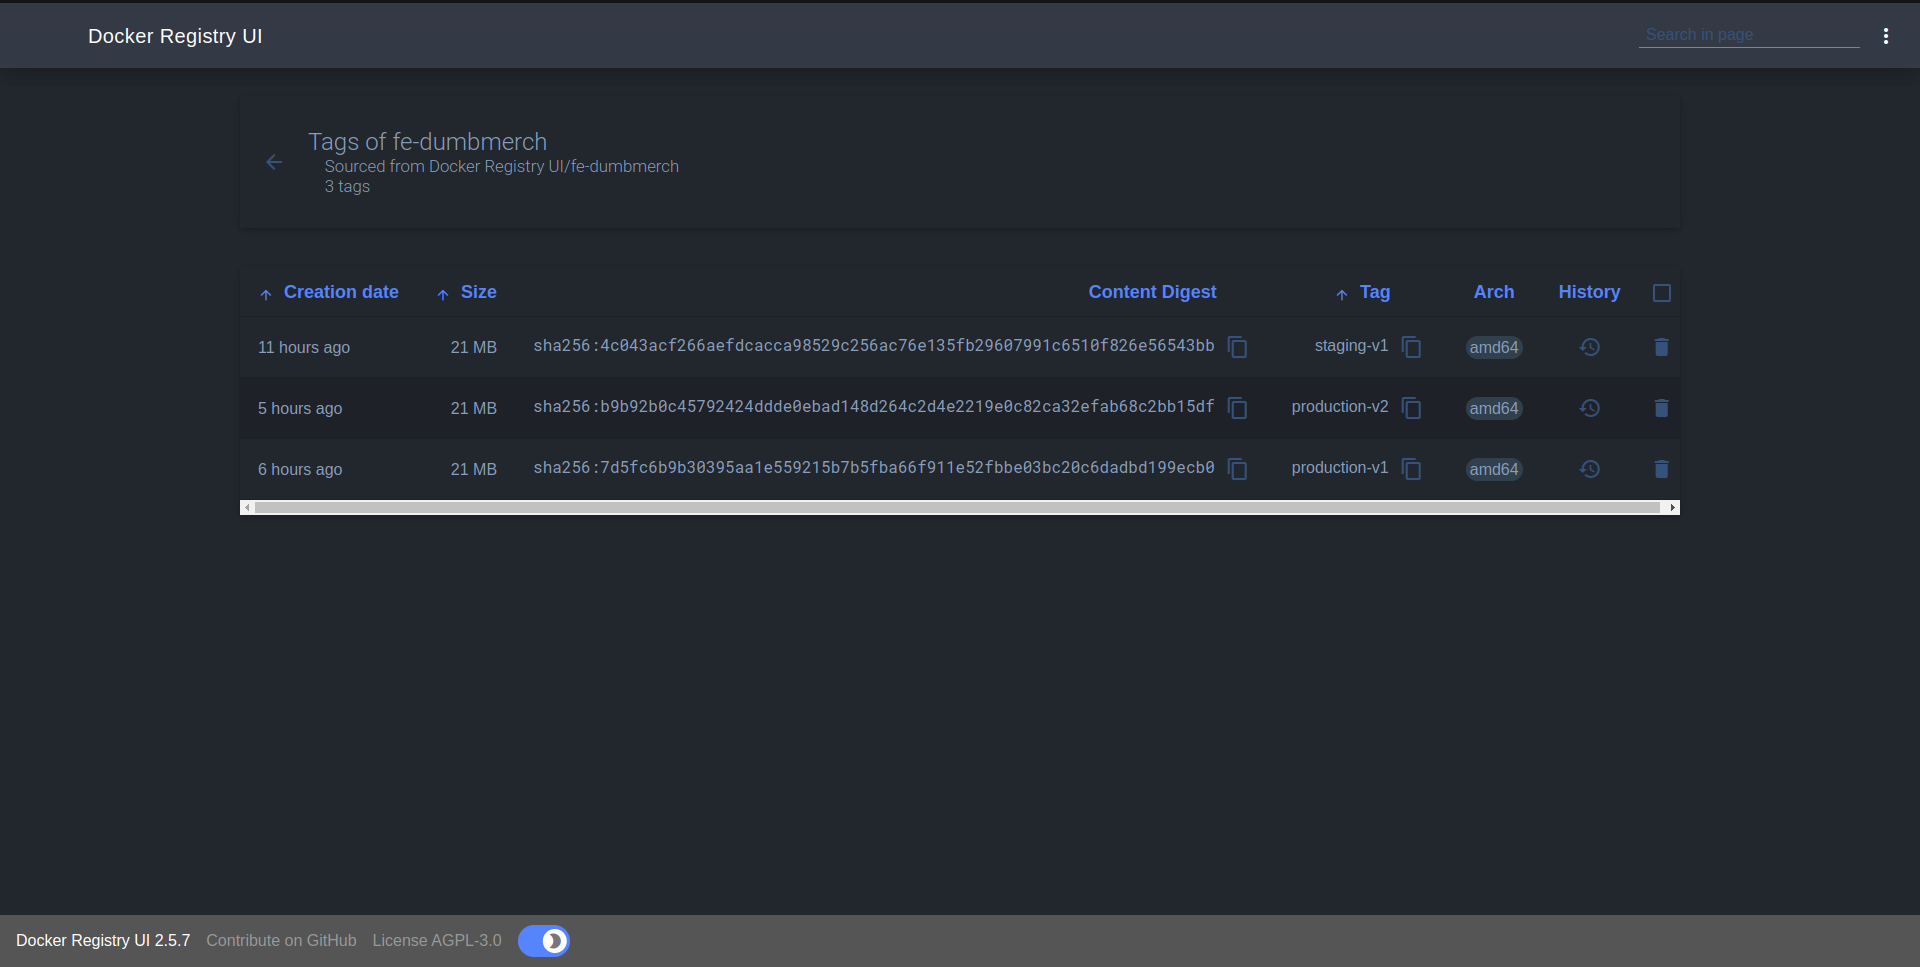 Docker Registry UI
Search in page
Tags of fe-dumbmerch
Sourced from Docker Registry UI/fe-dumbmerch
3 tags
Creation date Size Content Digest Tag Arch History
11 hours ago 21 MB sha256:4c043acf266aefdcacca98529c256ac76e135fb29607991c6510f826e56543bb staging-v1 amd64
5 hours ago 21 MB sha256:b9b92b0c45792424ddde0ebad148d264c2d4e2219e0c82ca32efab68c2bb15df production-v2 amd64
6 hours ago 21 MB sha256:7d5fc6b9b30395aa1e559215b7b5fba66f911e52fbbe03bc20c6dadbd199ecb0 production-v1 amd64
Docker Registry UI 2.5.7 Contribute on GitHub License AGPL-3.0